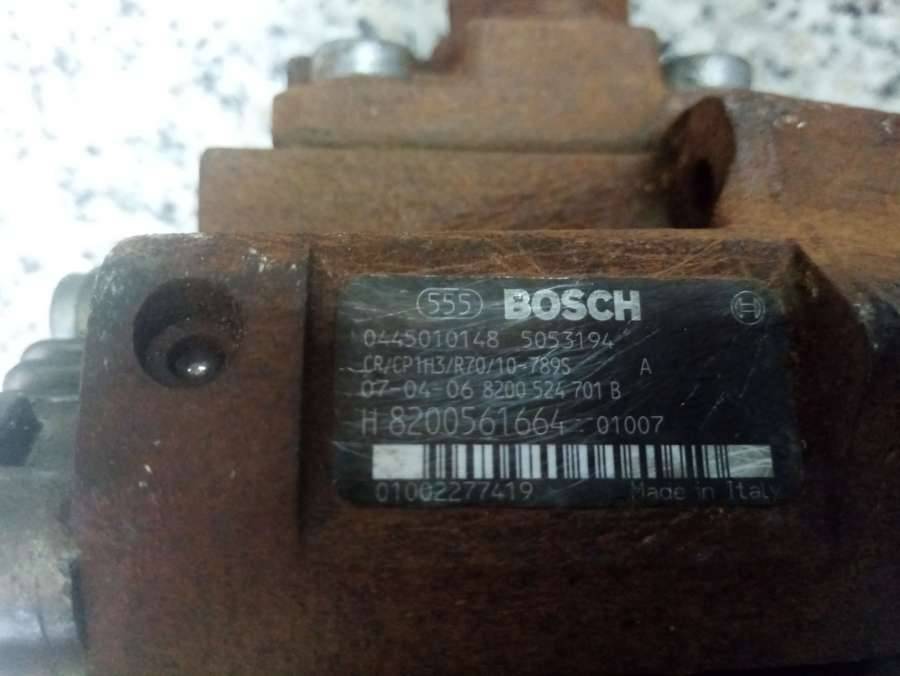 555 BOSCH
0445010148 5053194
CR/CP1H3/R70/10-789S A
07-04-06 8200 524 701 B
H 8200561664 - 01007
01002277419 Made in Italy